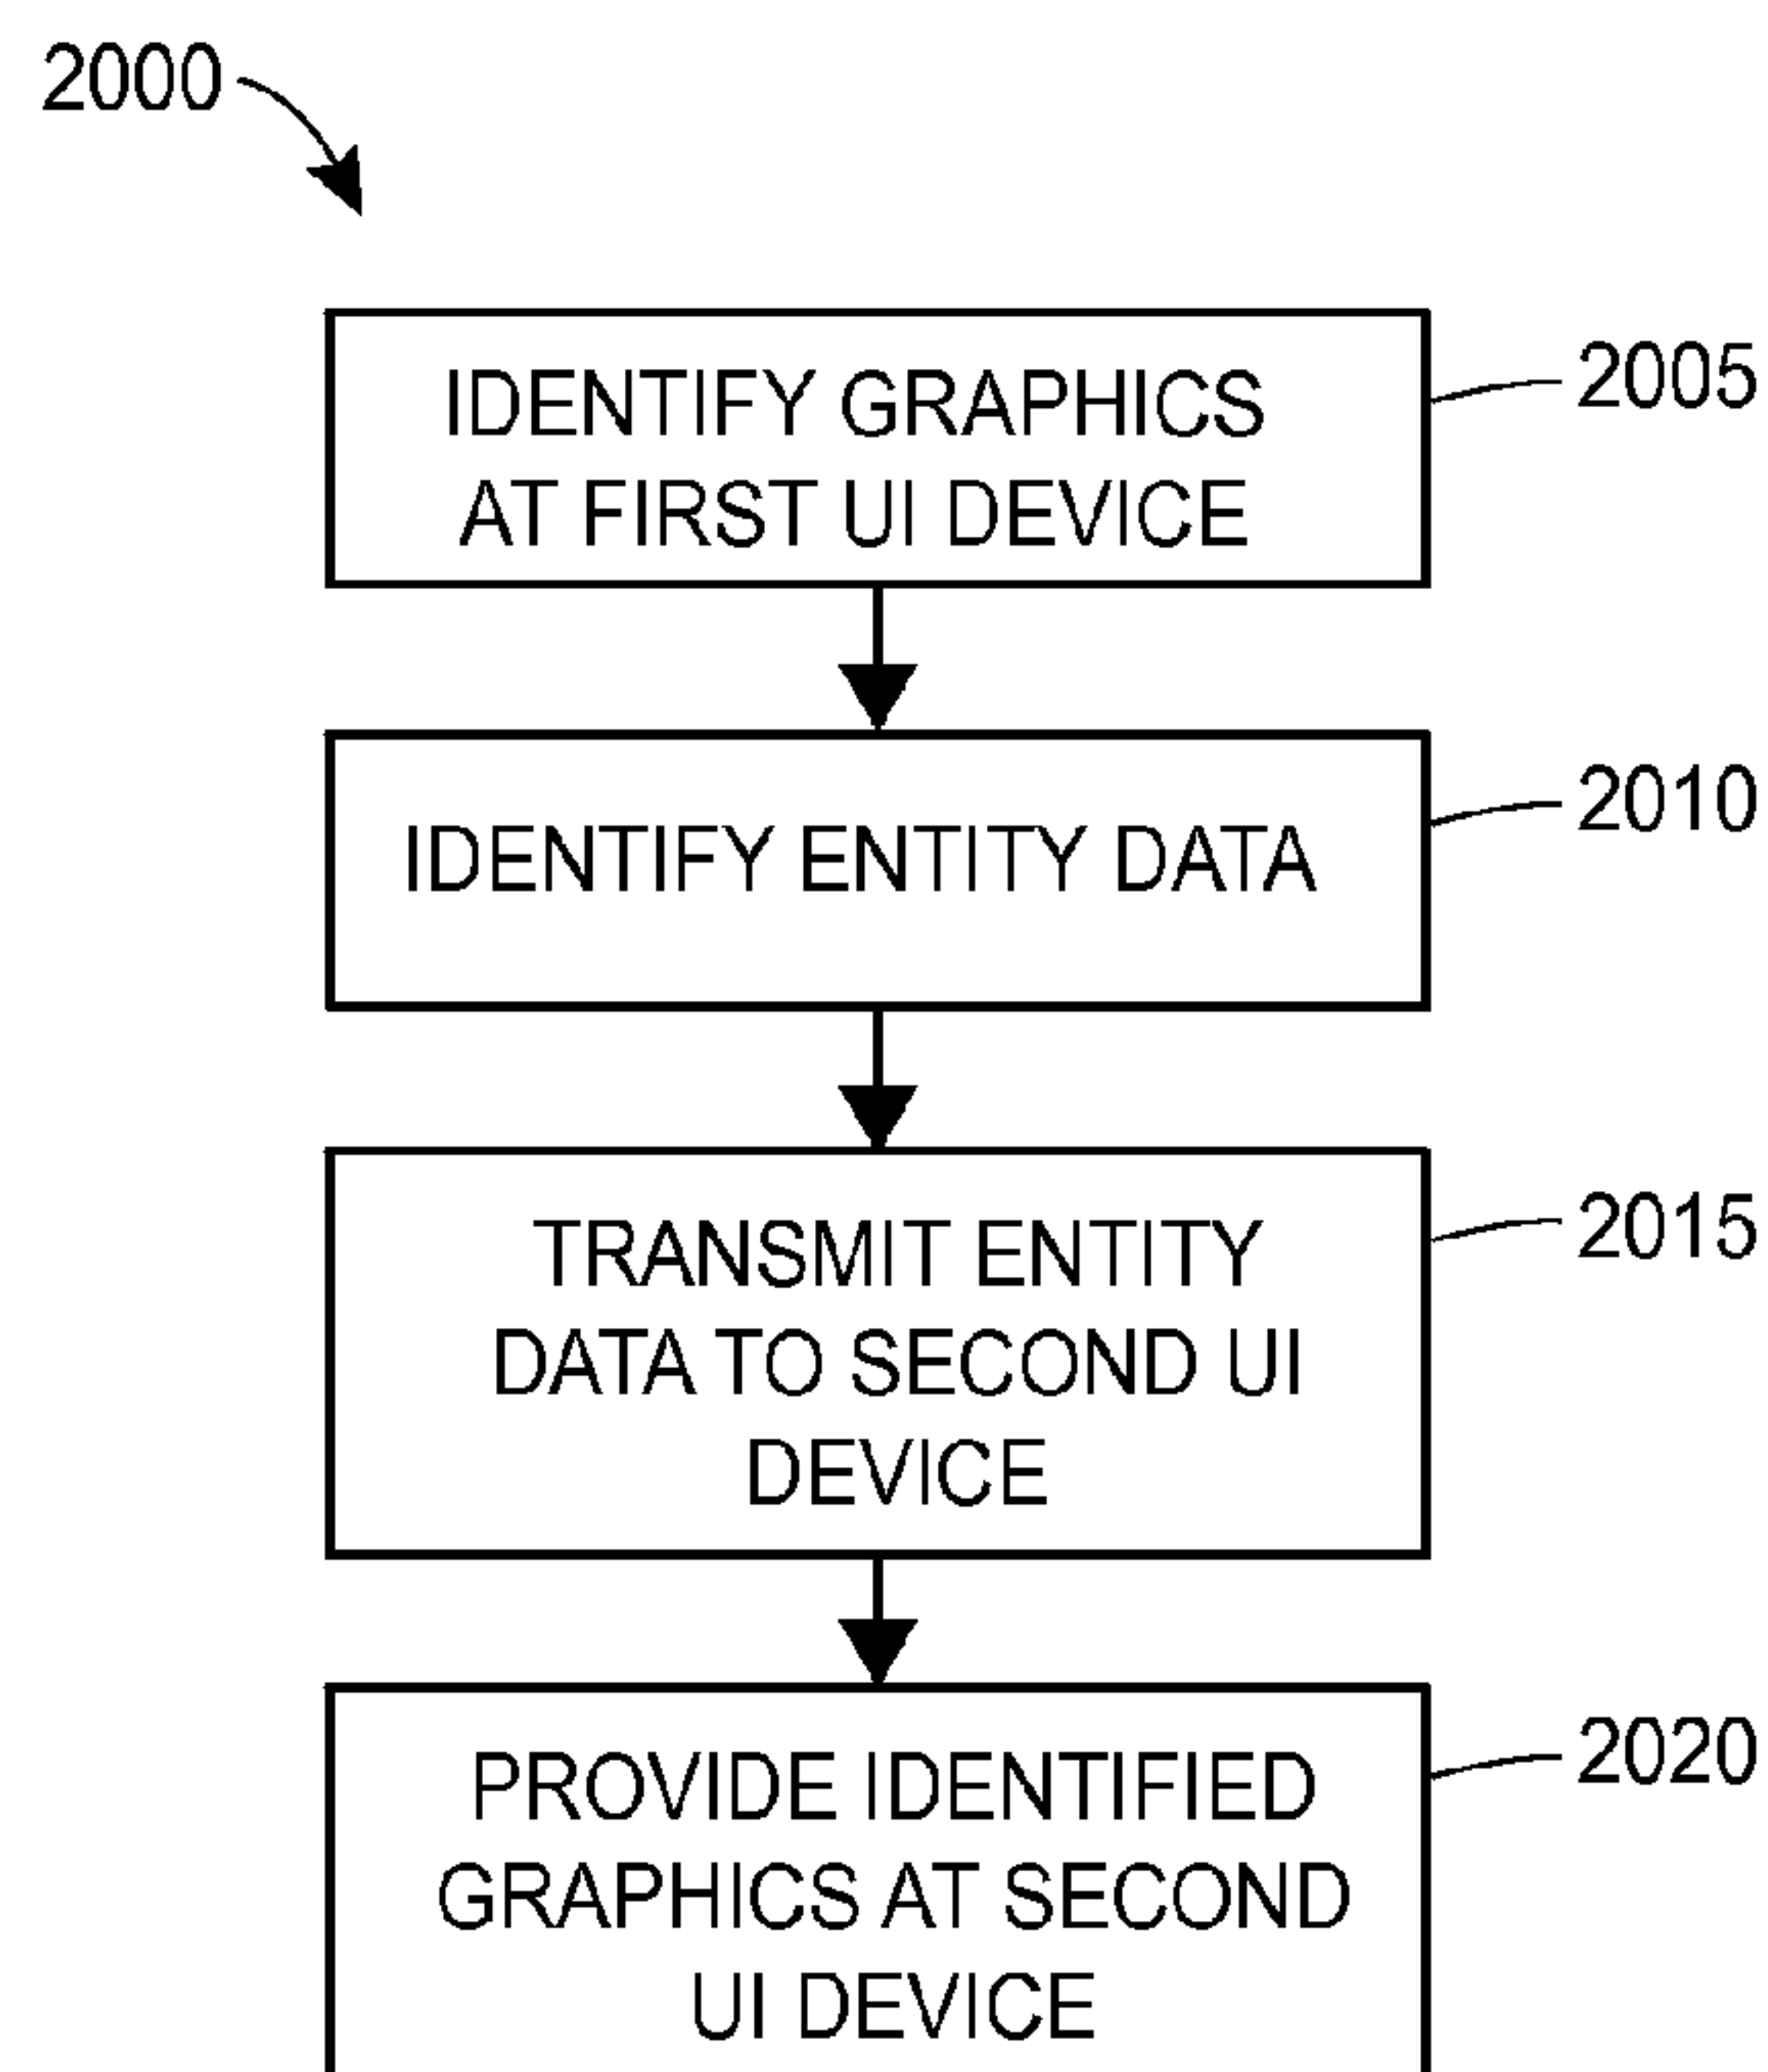 2000
IDENTIFY GRAPHICS
AT FIRST UI DEVICE
2005
IDENTIFY ENTITY DATA
2010
TRANSMIT ENTITY
DATA TO SECOND UI
DEVICE
2015
PROVIDE IDENTIFIED
GRAPHICS AT SECOND
UI DEVICE
2020